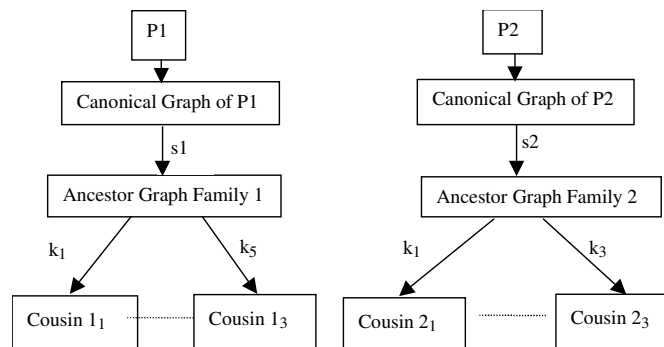 P1
P2
Canonical Graph of P1
Canonical Graph of P2
s1
s2
Ancestor Graph Family 1
Ancestor Graph Family 2
k₁
k₅
k₁
k₃
Cousin 1₁
Cousin 1₃
Cousin 2₁
Cousin 2₃